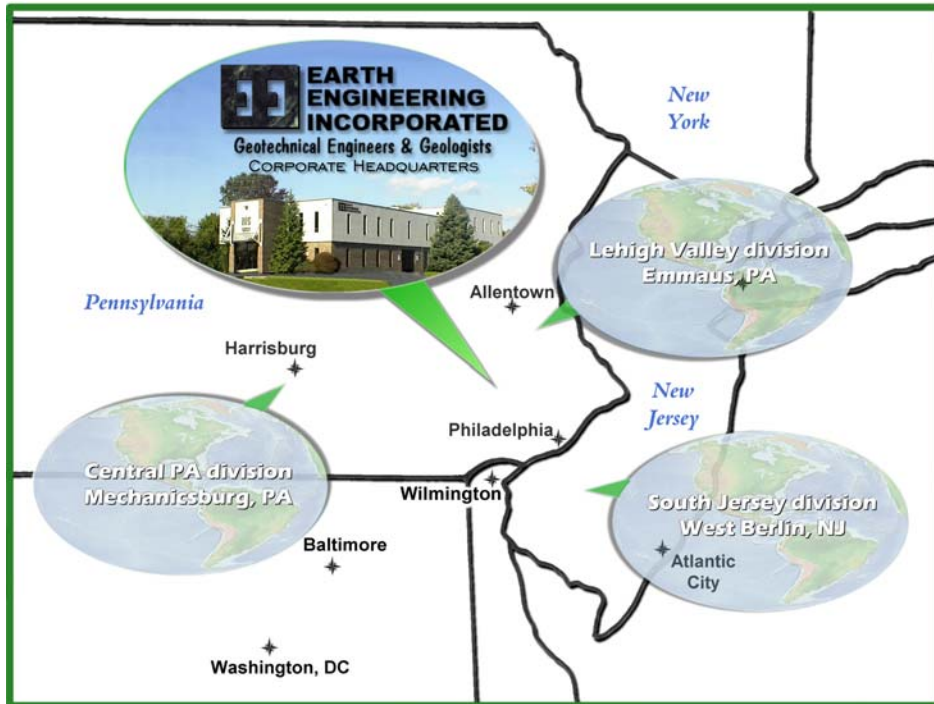 EARTH
ENGINEERING
INCORPORATED
Geotechnical Engineers & Geologists
CORPORATE HEADQUARTERS
New
York
Lehigh Valley division
Emmaus, PA
Allentown
Pennsylvania
Harrisburg
New
Jersey
Philadelphia
Central PA division
Mechanicsburg, PA
Wilmington
South Jersey division
West Berlin, NJ
Baltimore
Atlantic
City
Washington, DC